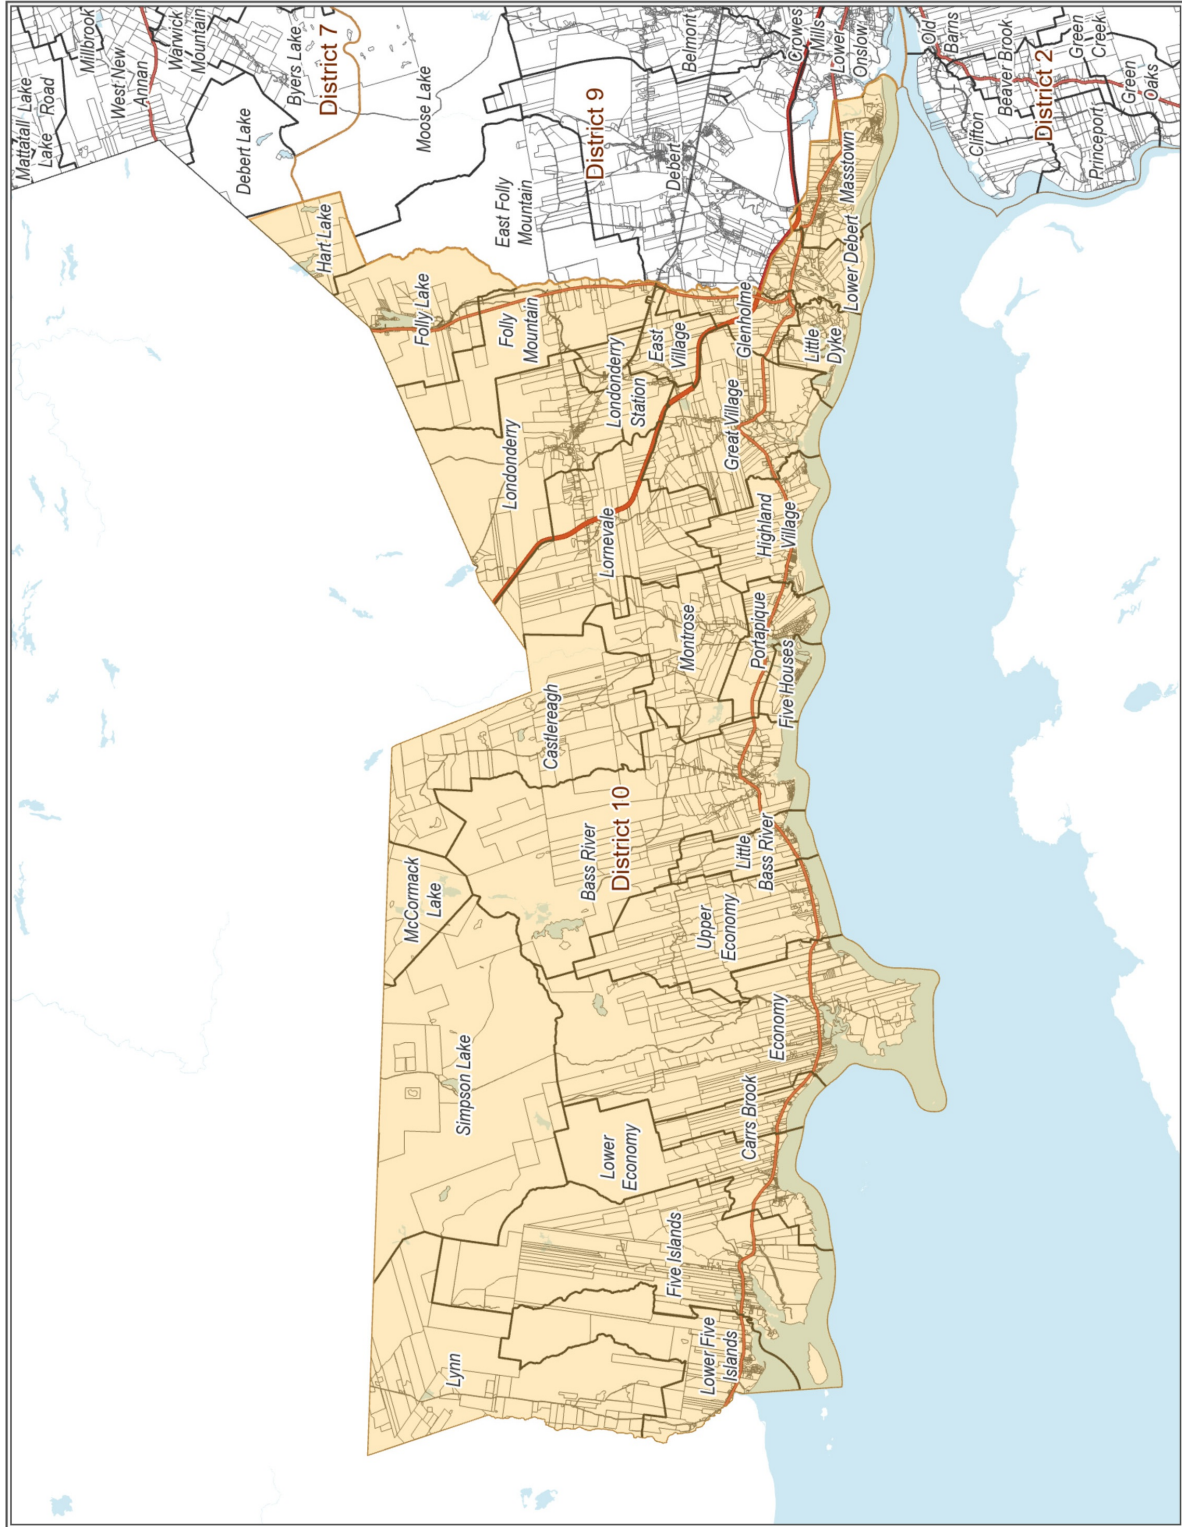 Mattatall Lake
Lake Road
Millbrook
West New
Annan
Warwick
Mountain
Byers Lake
District 7
Debert Lake
Moose Lake
Hart Lake
Folly Lake
East Folly
Mountain
District 9
Belmont
Debert
Crowes
Mills
Lower
Onslow
Old
Barns
Beaver Brook
Green
Creek
Clifton
District 2
Green
Oaks
Princeport
Masstown
Lower Debert
Folly
Mountain
Londonderry
Londonderry
Station
East
Village
Glenholme
Little
Dyke
Great Village
Lornevale
Highland
Village
Montrose
Portapique
Five Houses
Castlereagh
Bass River
District 10
Little
Bass River
McCormack
Lake
Upper
Economy
Simpson Lake
Economy
Lower
Economy
Carrs Brook
Five Islands
Lynn
Lower Five
Islands